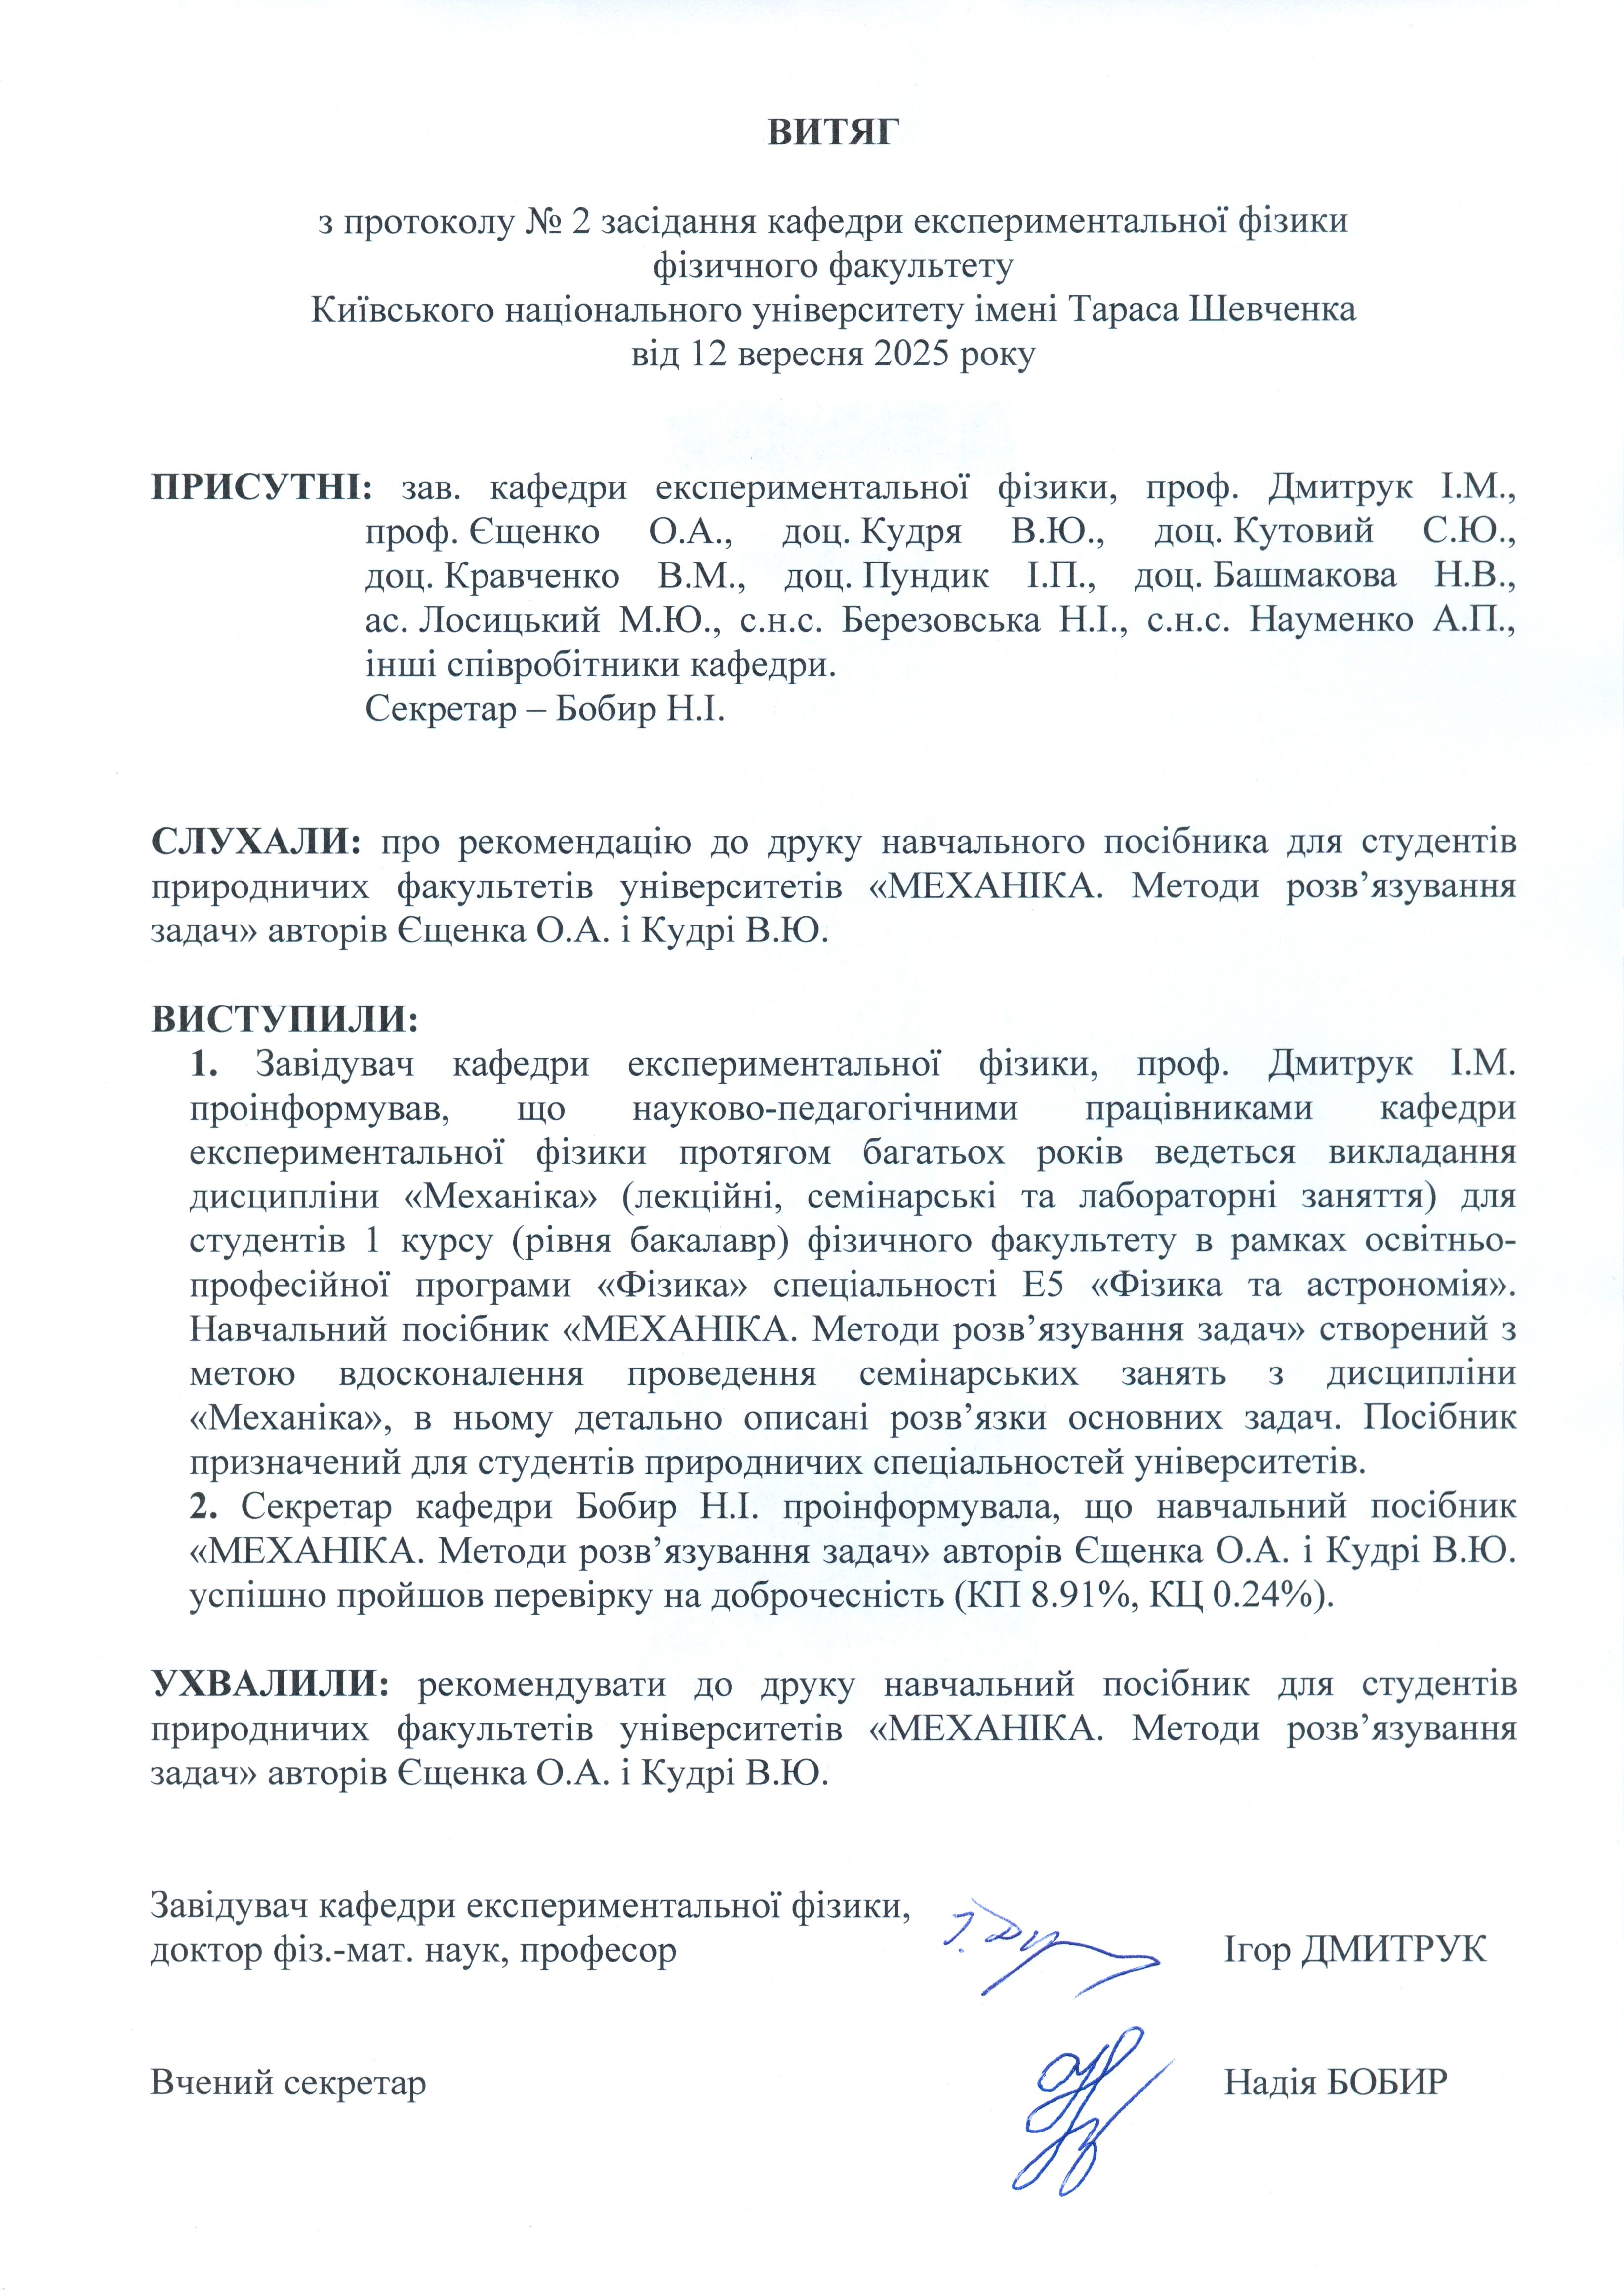 ВИТЯГ
з протоколу № 2 засідання кафедри експериментальної фізики
фізичного факультету
Київського національного університету імені Тараса Шевченка
від 12 вересня 2025 року
ПРИСУТНІ: зав. кафедри експериментальної фізики, проф. Дмитрук І.М.,
проф. Єщенко О.А., доц. Кудря В.Ю., доц. Кутовий С.Ю.,
доц. Кравченко В.М., доц. Пундик І.П., доц. Башмакова Н.В.,
ас. Лосицький М.Ю., с.н.с. Березовська Н.І., с.н.с. Науменко А.П.,
інші співробітники кафедри.
Секретар – Бобир Н.І.
СЛУХАЛИ: про рекомендацію до друку навчального посібника для студентів
природничих факультетів університетів «МЕХАНІКА. Методи розв’язування
задач» авторів Єщенка О.А. і Кудрі В.Ю.
ВИСТУПИЛИ:
1. Завідувач кафедри експериментальної фізики, проф. Дмитрук І.М.
проінформував, що науково-педагогічними працівниками кафедри
експериментальної фізики протягом багатьох років ведеться викладання
дисципліни «Механіка» (лекційні, семінарські та лабораторні заняття) для
студентів 1 курсу (рівня бакалавр) фізичного факультету в рамках освітньо-
професійної програми «Фізика» спеціальності Е5 «Фізика та астрономія».
Навчальний посібник «МЕХАНІКА. Методи розв’язування задач» створений з
метою вдосконалення проведення семінарських занять з дисципліни
«Механіка», в ньому детально описані розв’язки основних задач. Посібник
призначений для студентів природничих спеціальностей університетів.
2. Секретар кафедри Бобир Н.І. проінформувала, що навчальний посібник
«МЕХАНІКА. Методи розв’язування задач» авторів Єщенка О.А. і Кудрі В.Ю.
успішно пройшов перевірку на доброчесність (КП 8.91%, КЦ 0.24%).
УХВАЛИЛИ: рекомендувати до друку навчальний посібник для студентів
природничих факультетів університетів «МЕХАНІКА. Методи розв’язування
задач» авторів Єщенка О.А. і Кудрі В.Ю.
Завідувач кафедри експериментальної фізики,
доктор фіз.-мат. наук, професор Ігор ДМИТРУК
Вчений секретар Надія БОБИР